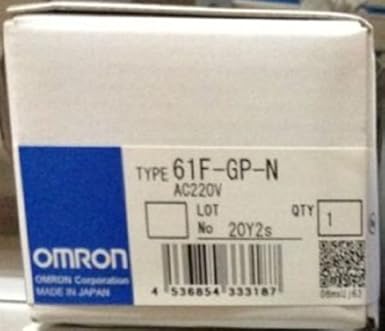 TYPE 61F-GP-N
AC220V
LOT
No 20Y2s
QTY 1
OMRON
OMRON Corporation
MADE IN JAPAN
4 536854 333187